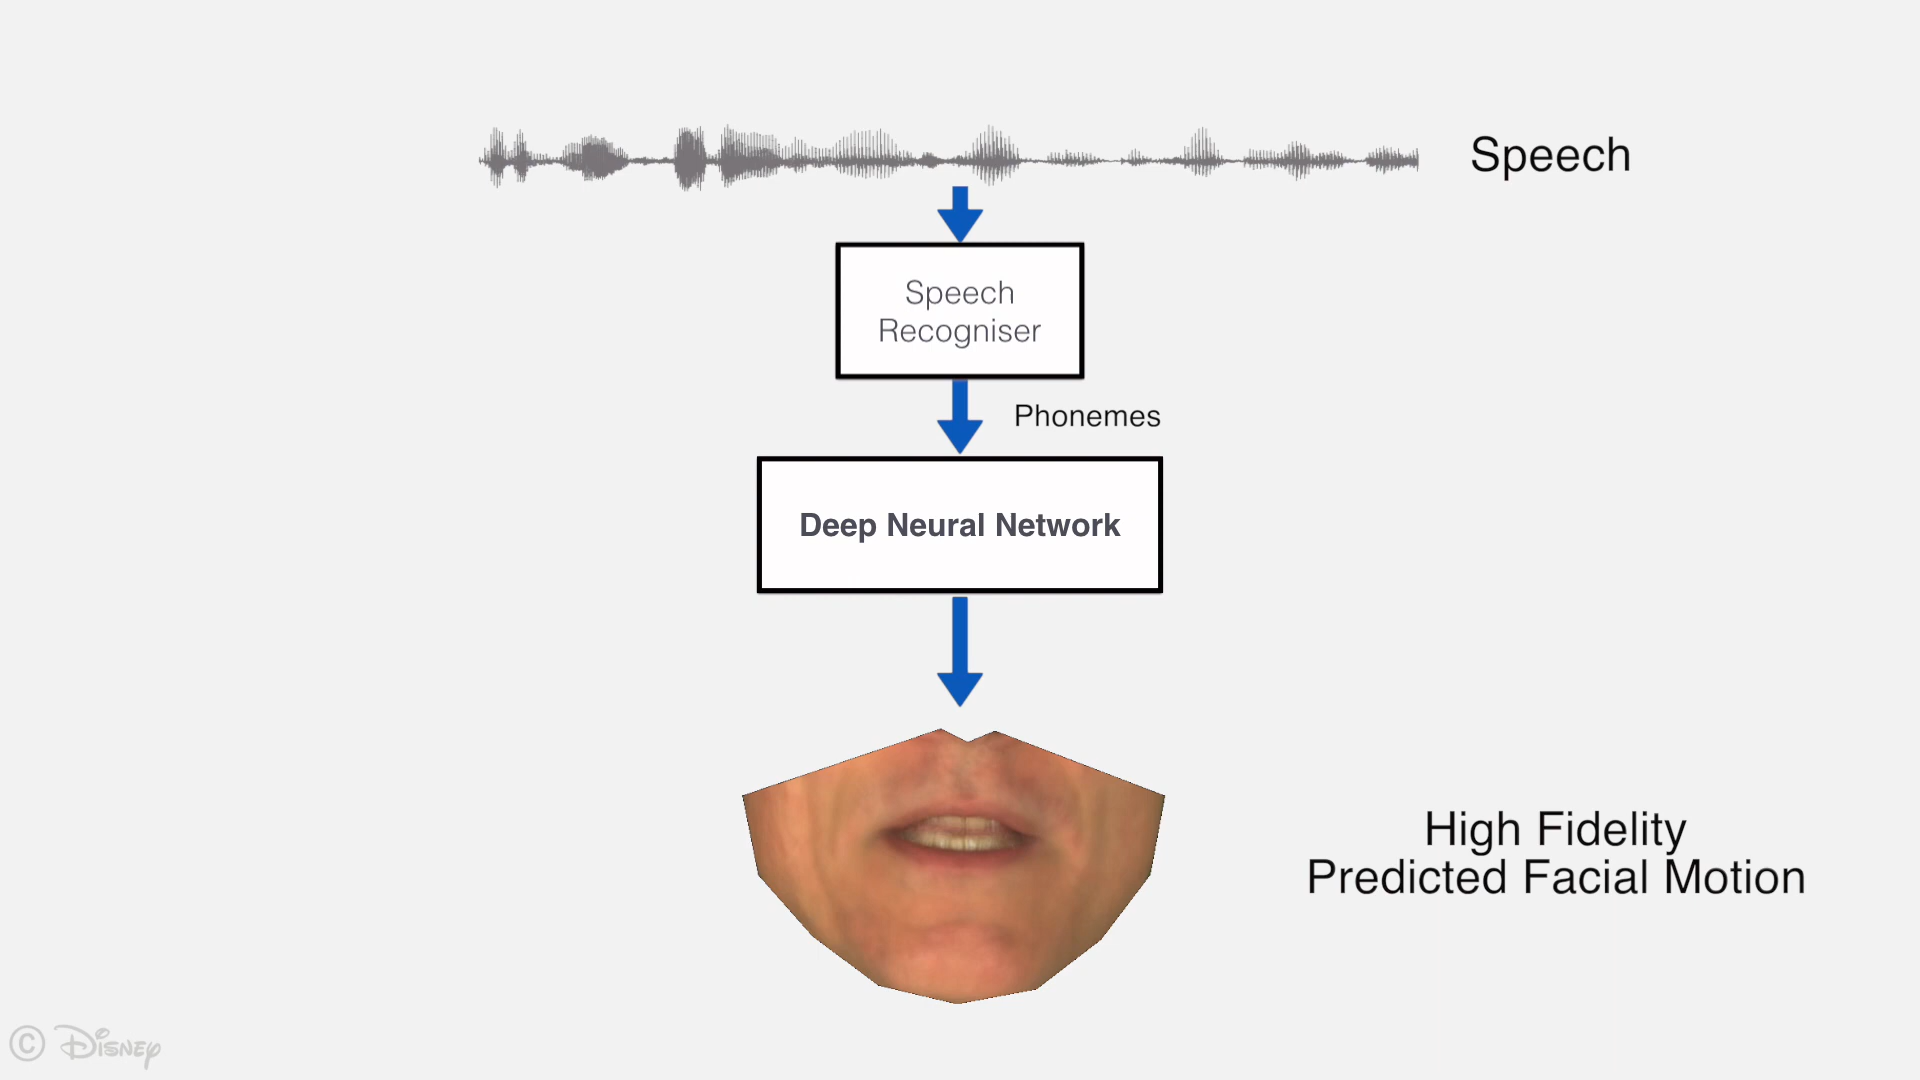 Speech
Speech
Recogniser
Phonemes
Deep Neural Network
High Fidelity
Predicted Facial Motion
© Disney